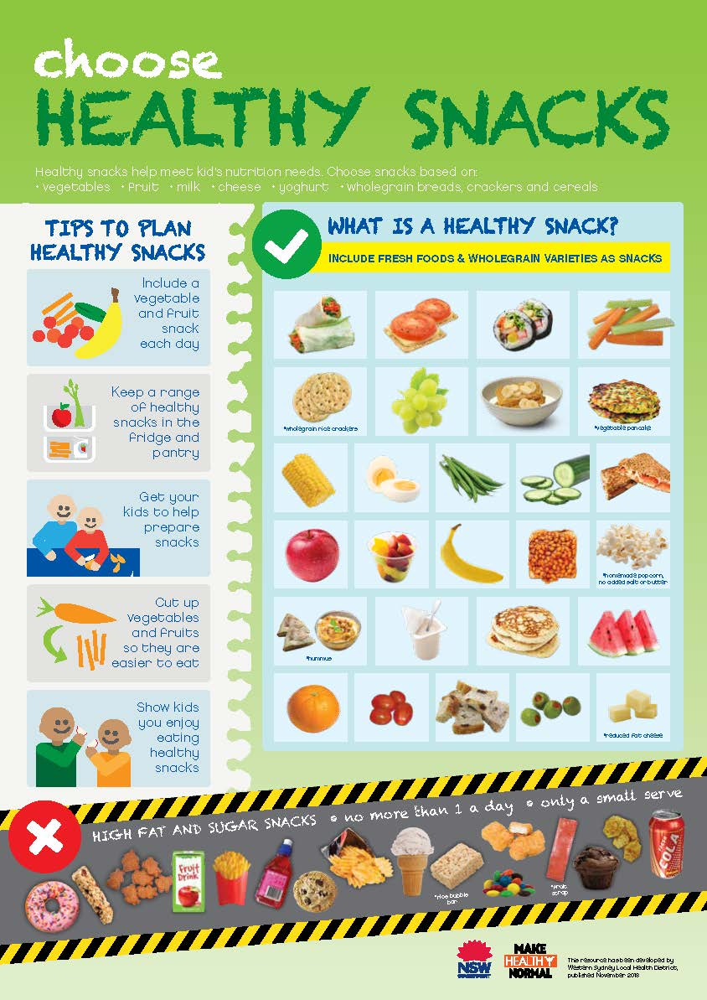 choose
HEALTHY SNACKS
Healthy snacks help meet kid's nutrition needs. Choose snacks based on:
• vegetables • Fruit • milk • cheese • yoghurt • wholegrain breads, crackers and cereals
TIPS TO PLAN
HEALTHY SNACKS
Include a
vegetable
and fruit
snack
each day
Keep a range
of healthy
snacks in the
fridge and
pantry
Get your
kids to help
prepare
snacks
Cut up
vegetables
and fruits
so they are
easier to eat
Show kids
you enjoy
eating
healthy
snacks
WHAT IS A HEALTHY SNACK?
INCLUDE FRESH FOODS & WHOLEGRAIN VARIETIES AS SNACKS
*wholegrain rice crackers
*vegetable pancake
*homemade popcorn,
no added salt or butter
*hummus
*reduced fat cheese
HIGH FAT AND SUGAR SNACKS • no more than 1 a day • only a small serve
Fruit
Drink
COLA
*rice bubble
bar
*fruit
strap
NSW
GOVERNMENT
MAKE
HEALTHY
NORMAL
This resource has been developed by
Western Sydney Local Health District,
published November 2018